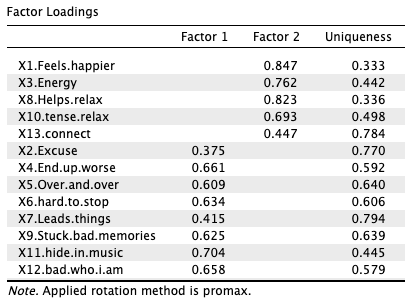 Factor Loadings
Factor 1 Factor 2 Uniqueness
X1.Feels.happier 0.847 0.333
X3.Energy 0.762 0.442
X8.Helps.relax 0.823 0.336
X10.tense.relax 0.693 0.498
X13.connect 0.447 0.784
X2.Excuse 0.375 0.770
X4.End.up.worse 0.661 0.592
X5.Over.and.over 0.609 0.640
X6.hard.to.stop 0.634 0.606
X7.Leads.things 0.415 0.794
X9.Stuck.bad.memories 0.625 0.639
X11.hide.in.music 0.704 0.445
X12.bad.who.i.am 0.658 0.579
Note. Applied rotation method is promax.